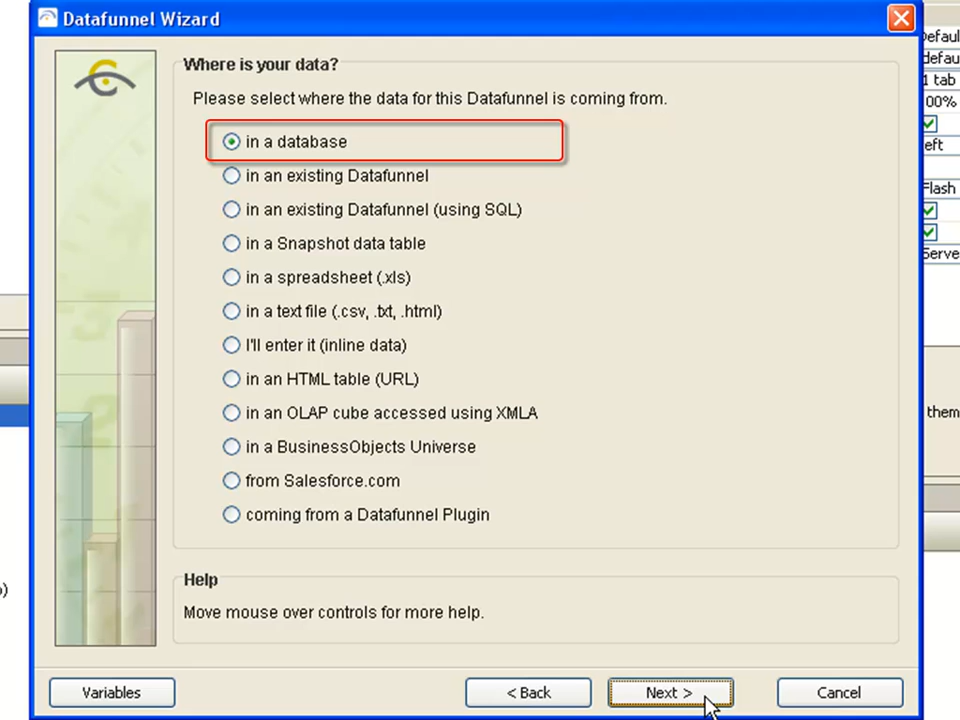 Datafunnel Wizard
Where is your data?
Please select where the data for this Datafunnel is coming from.
in a database
in an existing Datafunnel
in an existing Datafunnel (using SQL)
in a Snapshot data table
in a spreadsheet (.xls)
in a text file (.csv, .txt, .html)
I'll enter it (inline data)
in an HTML table (URL)
in an OLAP cube accessed using XMLA
in a BusinessObjects Universe
from Salesforce.com
coming from a Datafunnel Plugin
Help
Move mouse over controls for more help.
Variables
< Back
Next >
Cancel
1 tab
00%
eft
Flash
Serve
them